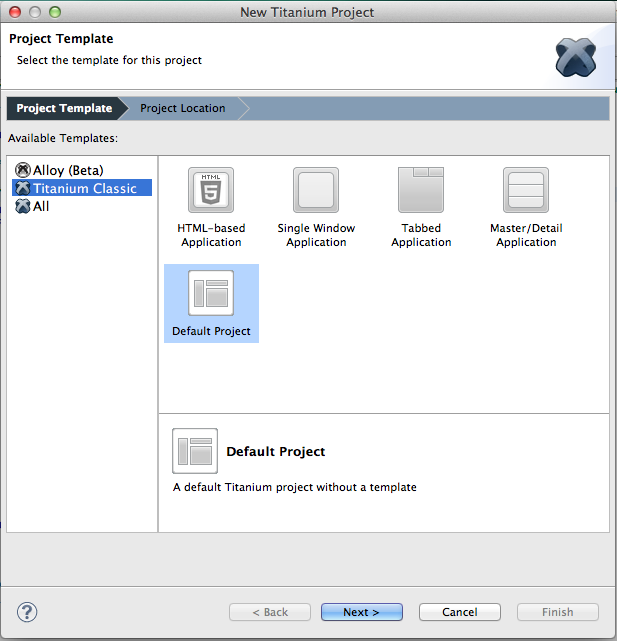 New Titanium Project
Project Template
Select the template for this project
Project Template
Project Location
Available Templates:
Alloy (Beta)
Titanium Classic
All
HTML
5
HTML-based
Application
Single Window
Application
Tabbed
Application
Master/Detail
Application
Default Project
Default Project
A default Titanium project without a template
?
< Back
Next >
Cancel
Finish